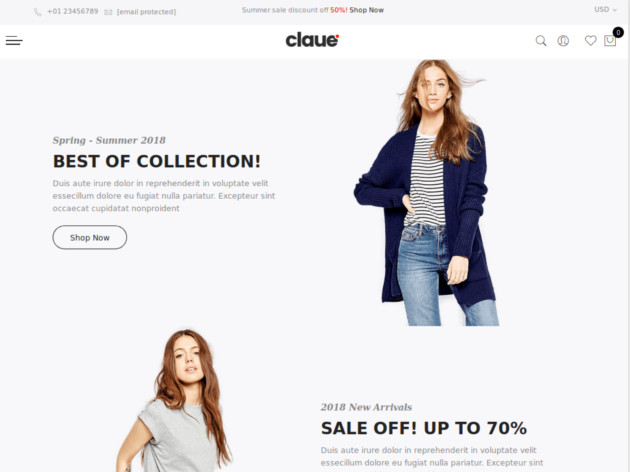 +01 23456789 [email protected]
Summer sale discount off 50%! Shop Now
USD
claue
0
Spring - Summer 2018
BEST OF COLLECTION!
Duis aute irure dolor in reprehenderit in voluptate velit
essecillum dolore eu fugiat nulla pariatur. Excepteur sint
occaecat cupidatat nonproident
Shop Now
2018 New Arrivals
SALE OFF! UP TO 70%
Duis aute irure dolor in reprehenderit in voluptate velit
essecillum dolore eu fugiat nulla pariatur. Excepteur sint